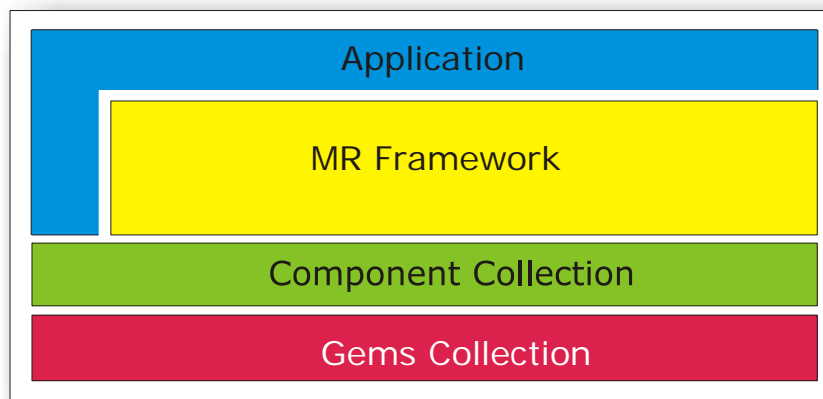 Application
MR Framework
Component Collection
Gems Collection